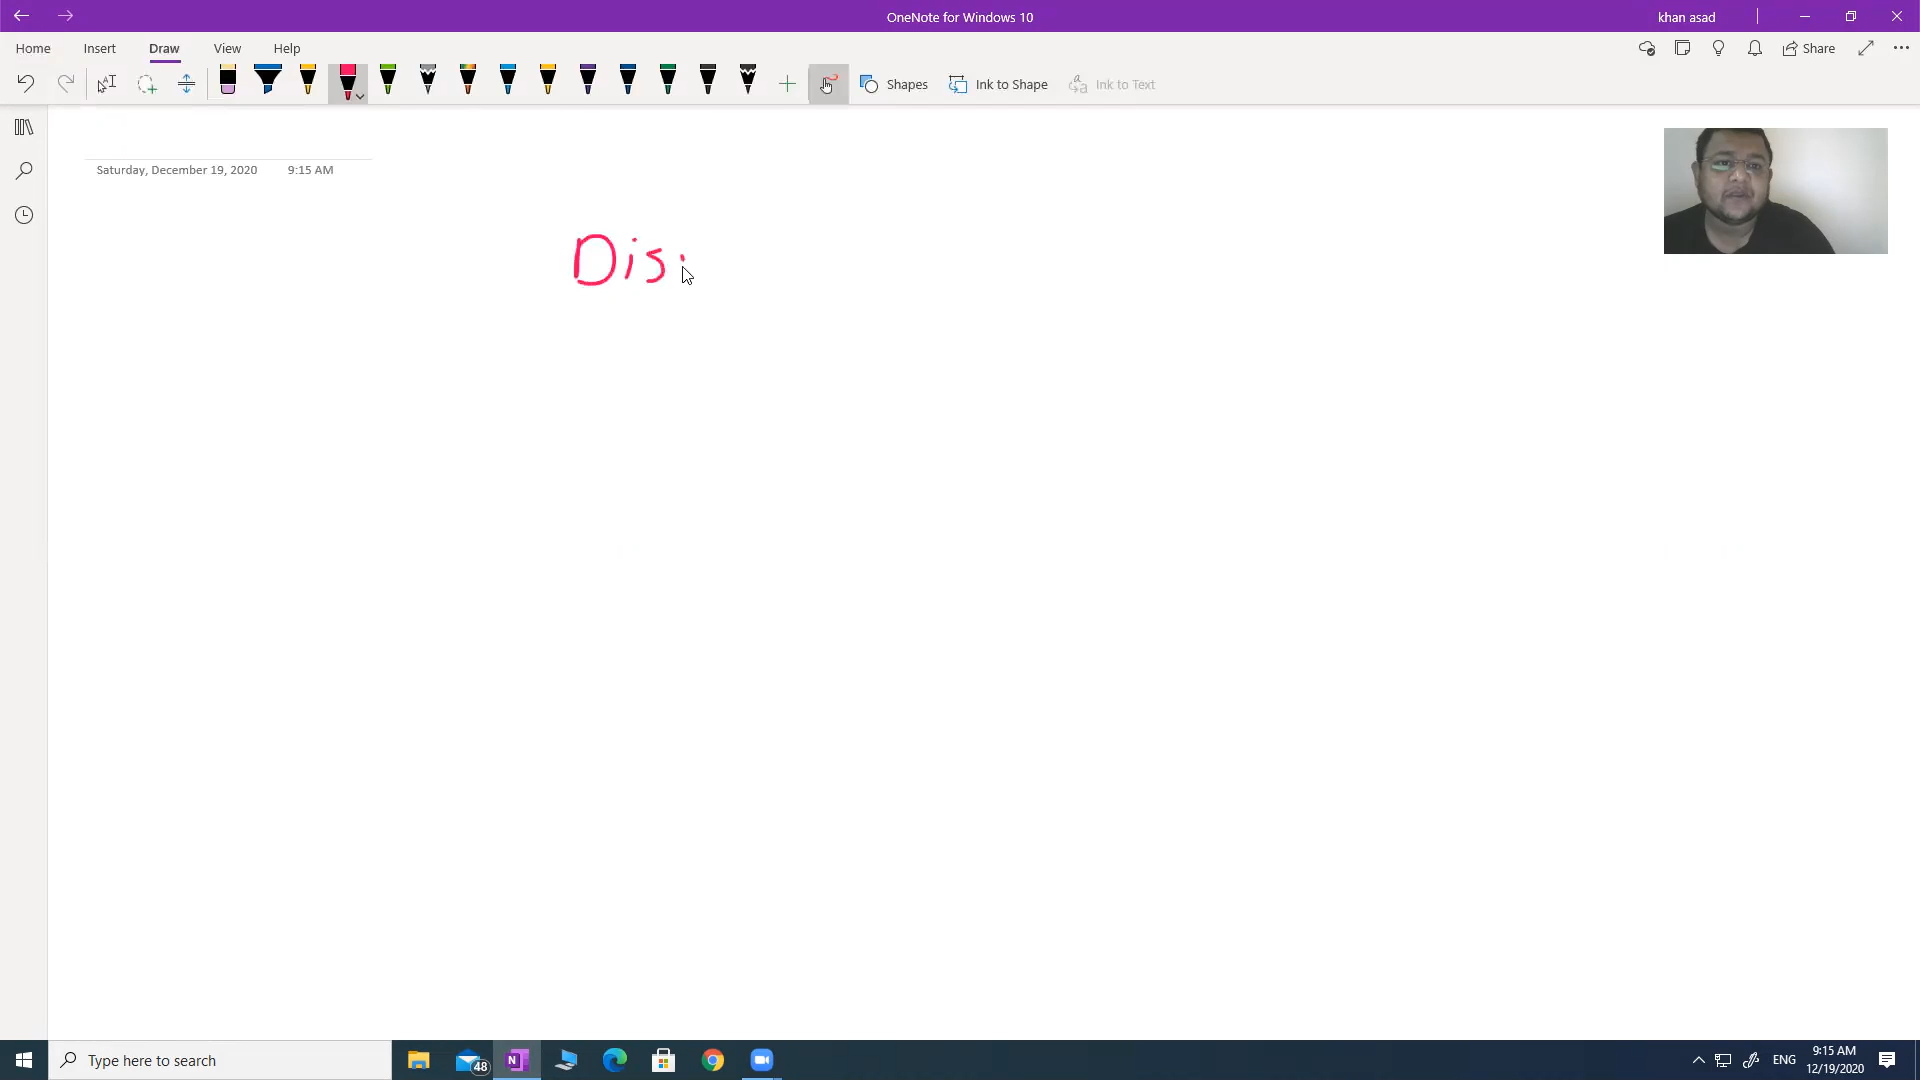 OneNote for Windows 10
khan asad
Home Insert Draw View Help
Share
Shapes Ink to Shape Ink to Text
Saturday, December 19, 2020 9:15 AM
Dis
Type here to search
48
N
ENG
9:15 AM
12/19/2020